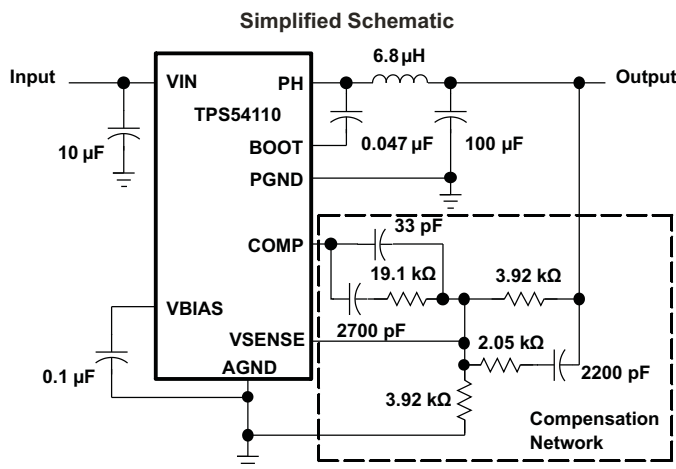 Simplified Schematic
6.8 µH
Input
VIN
PH
Output
TPS54110
10 µF
BOOT
0.047 µF
100 µF
PGND
COMP
33 pF
19.1 kΩ
3.92 kΩ
VBIAS
2700 pF
VSENSE
2.05 kΩ
0.1 µF
AGND
2200 pF
3.92 kΩ
Compensation
Network